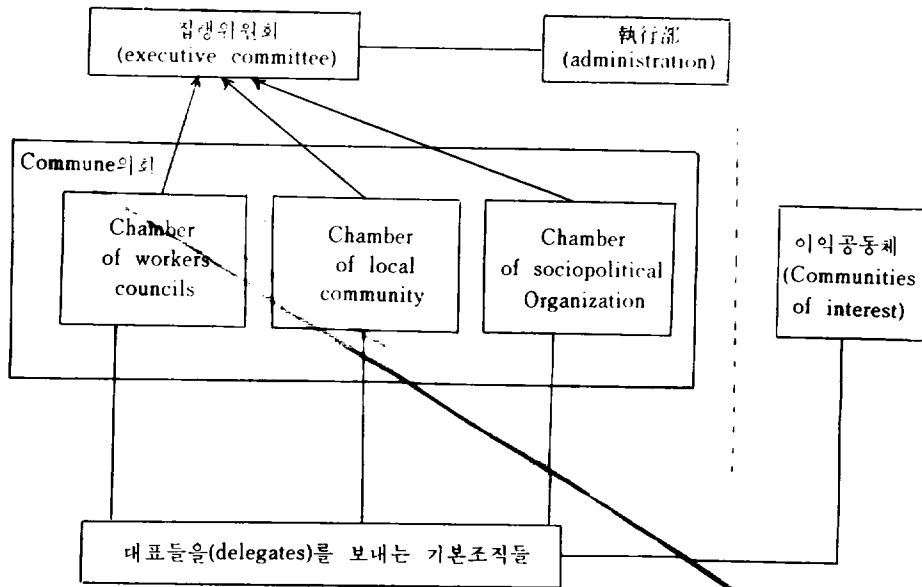 집행위원회
(executive committee)
執行部
(administration)
Commune의회
Chamber
of workers
councils
Chamber
of local
community
Chamber
of sociopolitical
Organization
이익공동체
(Communities
of interest)
대표들을(delegates)를 보내는 기본조직들